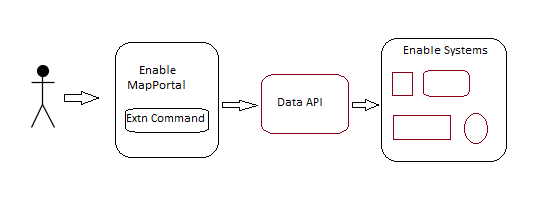 Enable
MapPortal
Extn Command
Data API
Enable Systems